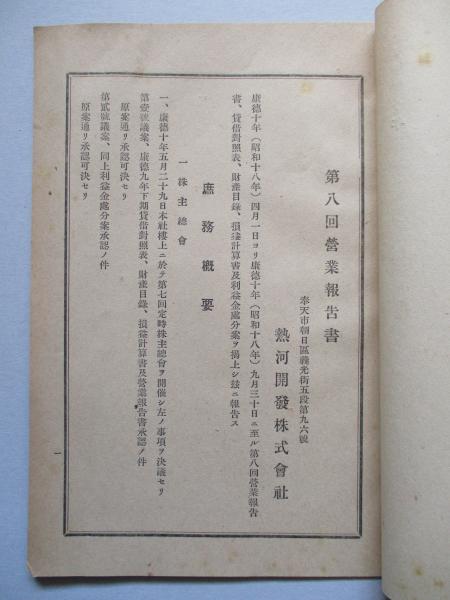 第八回營業報告書
奉天市朝日區義光街五段第九六號
熱河開發株式會社
康德十年（昭和十八年）四月一日ヨリ康德十年（昭和十八年）九月三十日ニ至ル第八回營業報告
書、貸借對照表、財產目錄、損益計算書及利益金處分案ヲ揭上シ玆ニ報告ス
庶務槪要
一株主總會
一、康德十年五月二十九日本社樓上ニ於テ第七回定時株主總會ヲ開催シ左ノ事項ヲ決議セリ
第壹號議案、康德九年下期貸借對照表、財產目錄、損益計算書及營業報告書承認ノ件
原案通リ承認可決セリ
第貳號議案、同上利益金處分案承認ノ件
原案通リ承認可決セリ
一